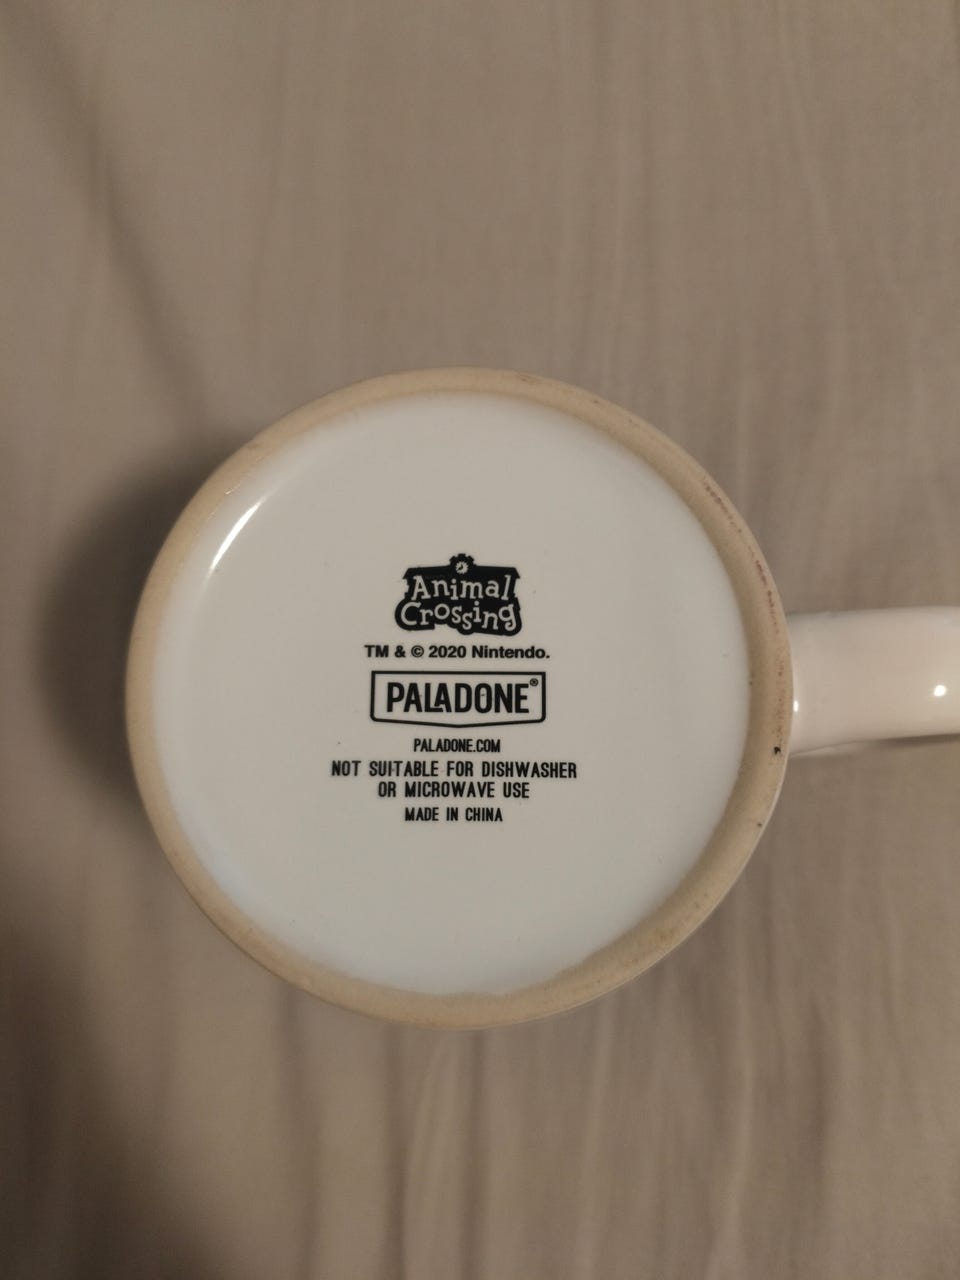 Animal
Crossing
TM & © 2020 Nintendo.
PALADONE®
PALADONE.COM
NOT SUITABLE FOR DISHWASHER
OR MICROWAVE USE
MADE IN CHINA